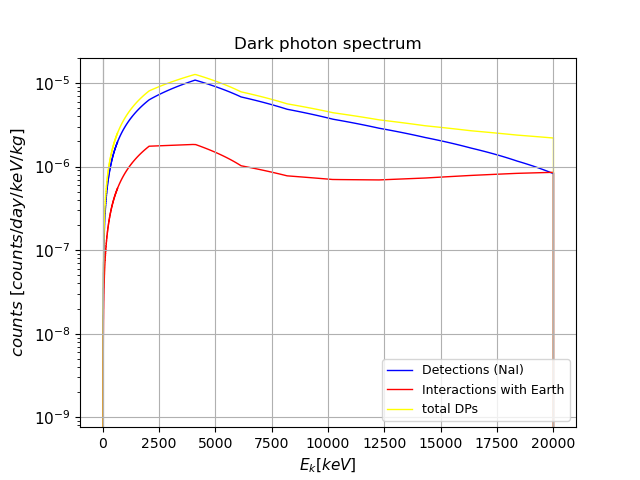 Dark photon spectrum
counts [counts/day/keV/kg]
10⁻⁵
10⁻⁶
10⁻⁷
10⁻⁸
10⁻⁹
Detections (NaI)
Interactions with Earth
total DPs
0 2500 5000 7500 10000 12500 15000 17500 20000
Eₖ[keV]